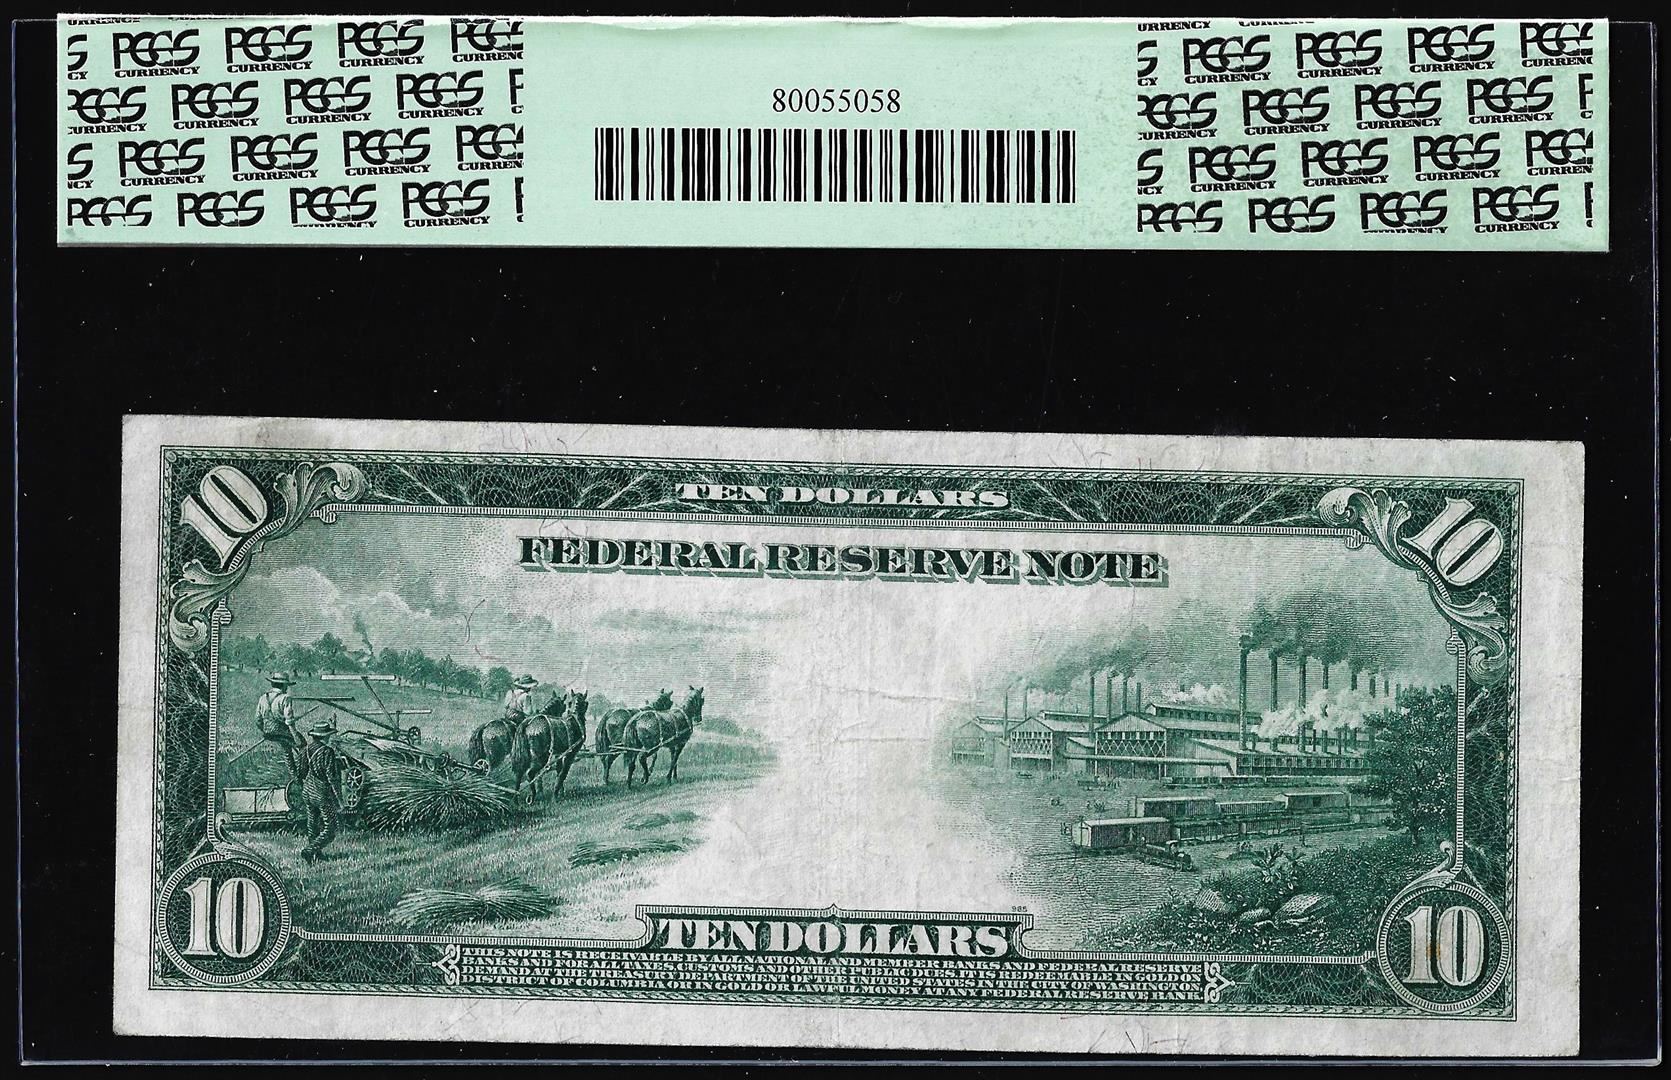 PCGS CURRENCY
80055058
10
10
TEN DOLLARS
FEDERAL RESERVE NOTE
985
TEN DOLLARS
10
10
THIS NOTE IS RECEIVABLE BY ALL NATIONAL AND MEMBER BANKS AND FEDERAL RESERVE
BANKS AND FOR ALL TAXES, CUSTOMS AND OTHER PUBLIC DUES. IT IS REDEEMABLE IN GOLD ON
DEMAND AT THE TREASURY DEPARTMENT OF THE UNITED STATES IN THE CITY OF WASHINGTON
DISTRICT OF COLUMBIA OR IN GOLD OR LAWFUL MONEY AT ANY FEDERAL RESERVE BANK.